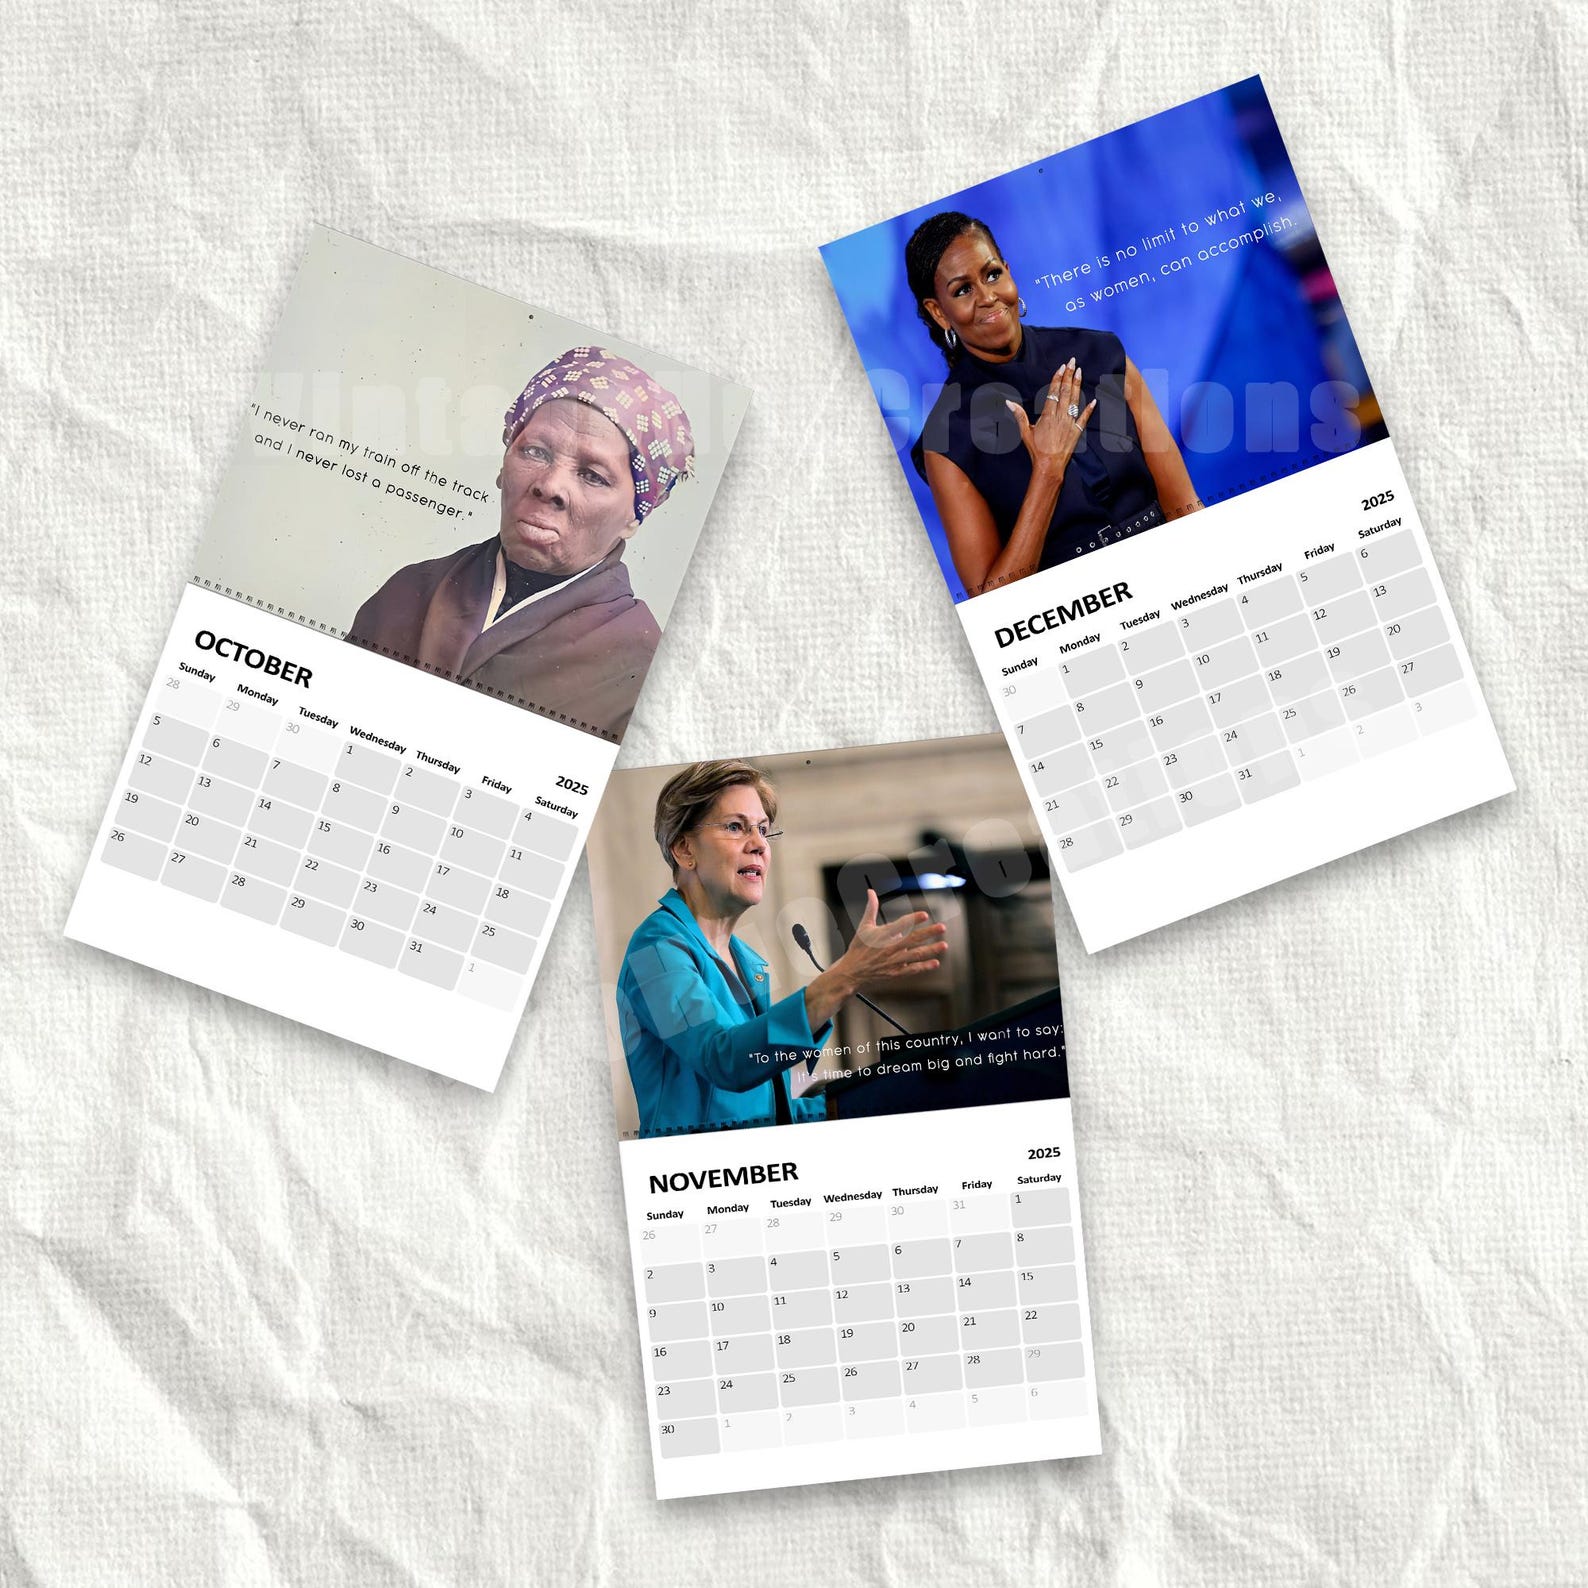 "I never ran my train off the track
and I never lost a passenger."
OCTOBER
2025
Sunday Monday Tuesday Wednesday Thursday Friday Saturday
28 29 30 1 2 3 4
5 6 7 8 9 10 11
12 13 14 15 16 17 18
19 20 21 22 23 24 25
26 27 28 29 30 31 1
"There is no limit to what we,
as women, can accomplish.
Creations
2025
DECEMBER
Sunday Monday Tuesday Wednesday Thursday Friday Saturday
30 1 2 3 4 5 6
7 8 9 10 11 12 13
14 15 16 17 18 19 20
21 22 23 24 25 26 27
28 29 30 31 1 2 3
"To the women of this country, I want to say:
It's time to dream big and fight hard."
NOVEMBER
2025
Sunday Monday Tuesday Wednesday Thursday Friday Saturday
26 27 28 29 30 31 1
2 3 4 5 6 7 8
9 10 11 12 13 14 15
16 17 18 19 20 21 22
23 24 25 26 27 28 29
30 1 2 3 4 5 6